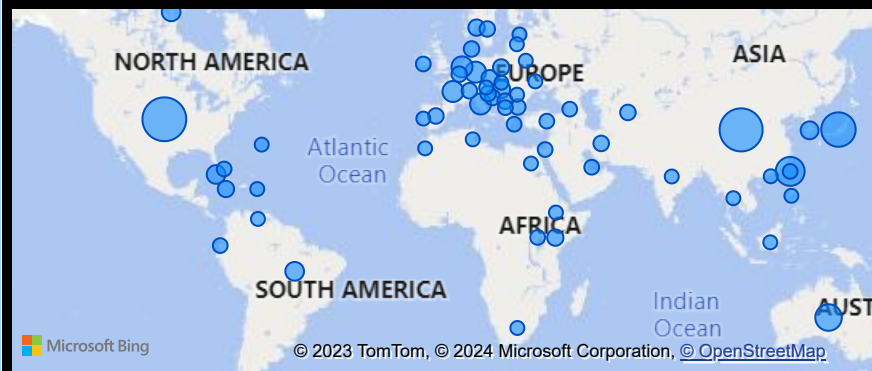 NORTH AMERICA
EUROPE
ASIA
Atlantic
Ocean
AFRICA
SOUTH AMERICA
Indian
Ocean
AUST
Microsoft Bing
© 2023 TomTom, © 2024 Microsoft Corporation, © OpenStreetMap